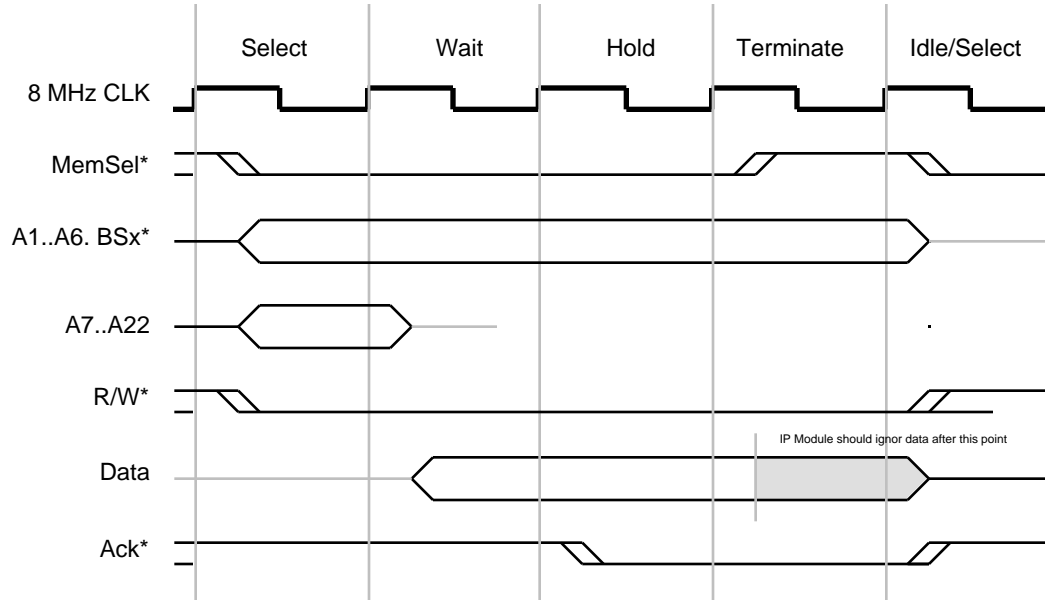 Select Wait Hold Terminate Idle/Select
8 MHz CLK
MemSel*
A1..A6. BSx*
A7..A22
R/W*
IP Module should ignor data after this point
Data
Ack*